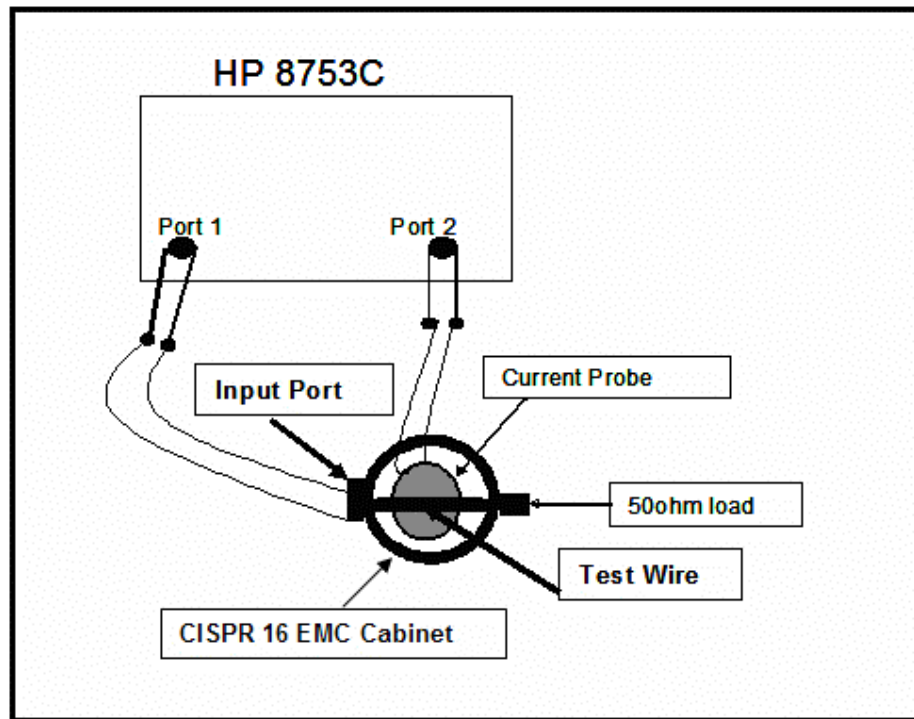 HP 8753C
Port 1
Port 2
Current Probe
Input Port
50ohm load
Test Wire
CISPR 16 EMC Cabinet